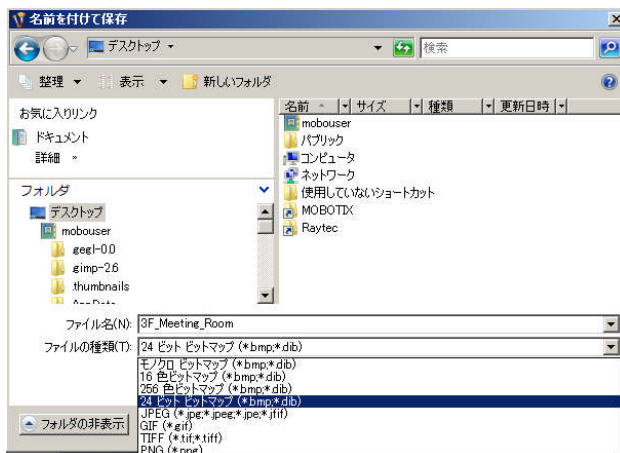 名前を付けて保存
デスクトップ
検索
整理 表示 新しいフォルダ
お気に入りリンク
ドキュメント
詳細 »
フォルダ
デスクトップ
mobouser
gegl-0.0
gimp-2.6
.thumbnails
名前 サイズ 種類 更新日時
mobouser
パブリック
コンピュータ
ネットワーク
使用していないショートカット
MOBOTIX
Raytec
ファイル名(N): 3F_Meeting_Room
ファイルの種類(T): 24 ビット ビットマップ (*.bmp;*.dib)
モノクロ ビットマップ (*.bmp;*.dib)
16 色ビットマップ (*.bmp;*.dib)
256 色ビットマップ (*.bmp;*.dib)
24 ビット ビットマップ (*.bmp;*.dib)
JPEG (*.jpg;*.jpeg;*.jpe;*.jfif)
GIF (*.gif)
TIFF (*.tif;*.tiff)
PNG (*.png)
フォルダの非表示